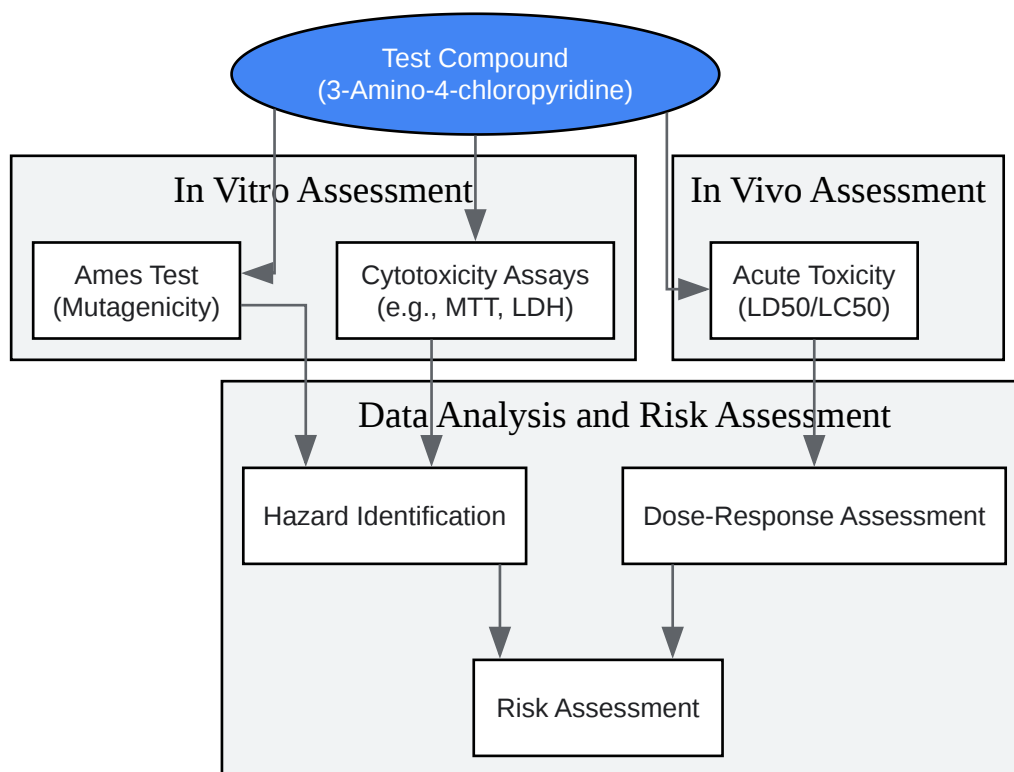 Test Compound
(3-Amino-4-chloropyridine)
In Vitro Assessment
In Vivo Assessment
Ames Test
(Mutagenicity)
Cytotoxicity Assays
(e.g., MTT, LDH)
Acute Toxicity
(LD50/LC50)
Data Analysis and Risk Assessment
Hazard Identification
Dose-Response Assessment
Risk Assessment